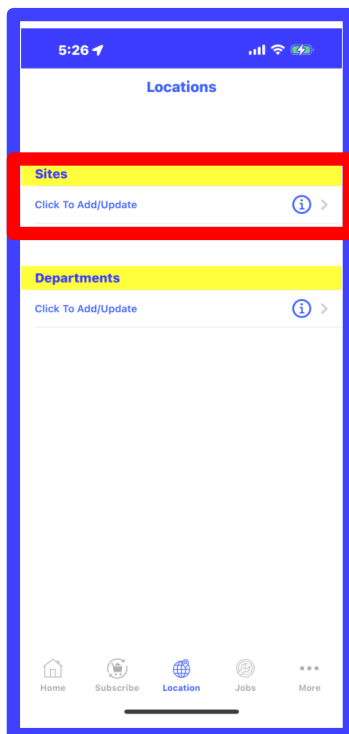 5:26
Locations
Sites
Click To Add/Update
Departments
Click To Add/Update
Home Subscribe Location Jobs More